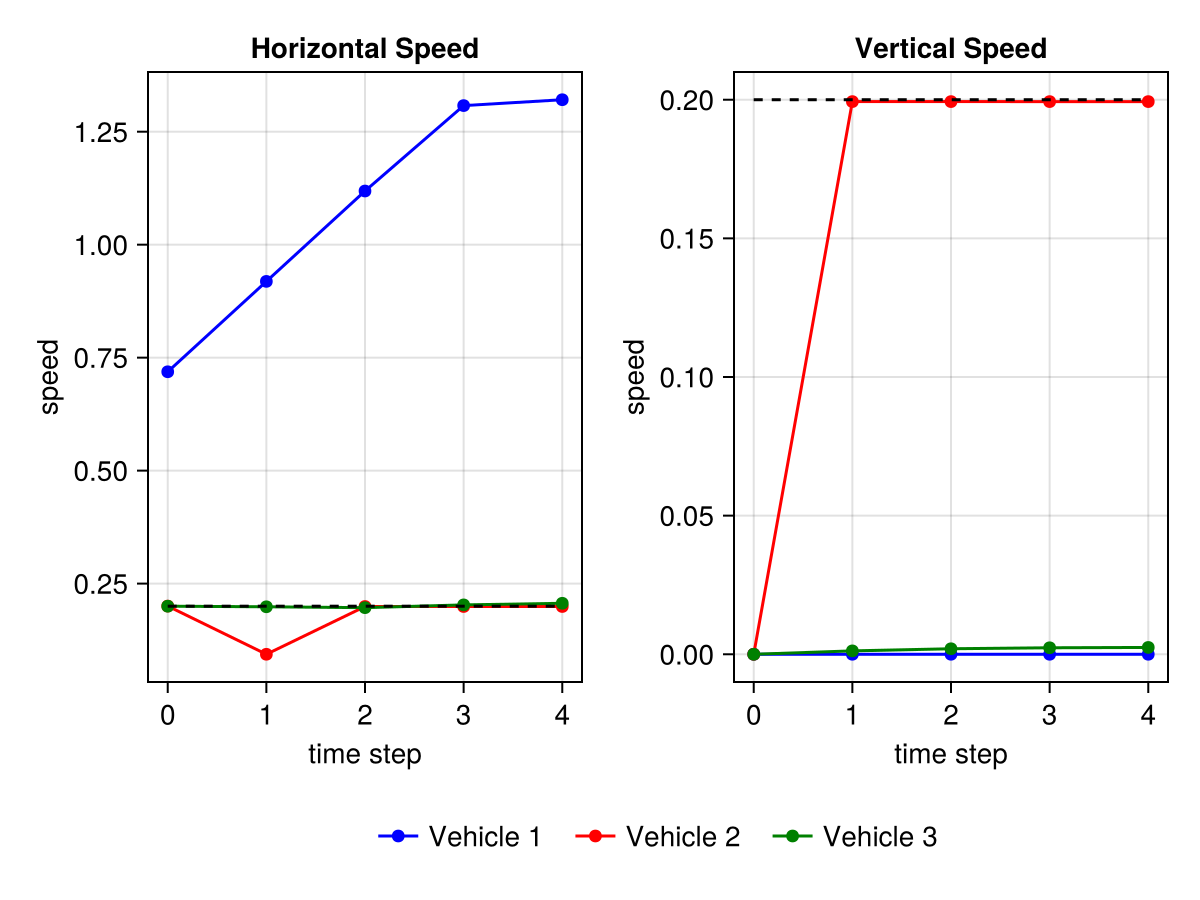 Horizontal Speed
1.25
1.00
0.75
0.50
0.25
speed
0 1 2 3 4
time step
Vertical Speed
0.20
0.15
0.10
0.05
0.00
speed
0 1 2 3 4
time step
Vehicle 1 Vehicle 2 Vehicle 3